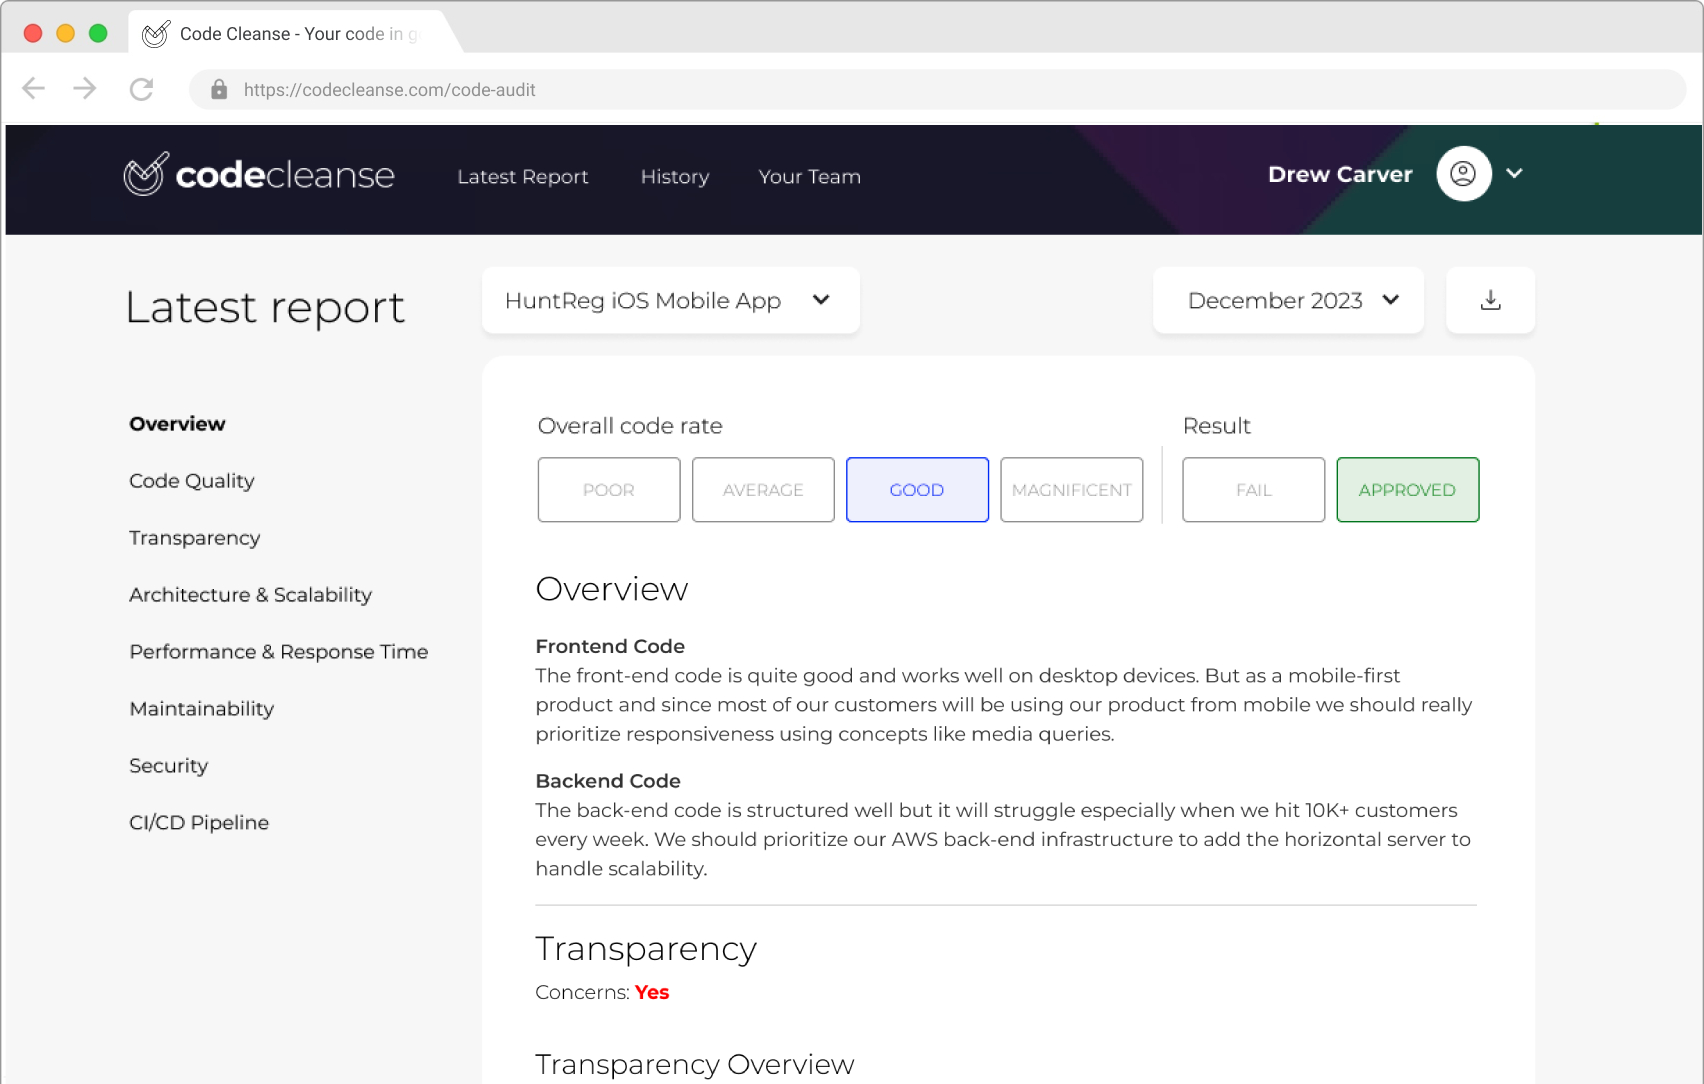 Code Cleanse - Your code in
https://codecleanse.com/code-audit
codecleanse
Latest Report
History
Your Team
Drew Carver
Latest report
HuntReg iOS Mobile App
December 2023
Overview
Code Quality
Transparency
Architecture & Scalability
Performance & Response Time
Maintainability
Security
CI/CD Pipeline
Overall code rate
Result
POOR
AVERAGE
GOOD
MAGNIFICENT
FAIL
APPROVED
Overview
Frontend Code
The front-end code is quite good and works well on desktop devices. But as a mobile-first
product and since most of our customers will be using our product from mobile we should really
prioritize responsiveness using concepts like media queries.
Backend Code
The back-end code is structured well but it will struggle especially when we hit 10K+ customers
every week. We should prioritize our AWS back-end infrastructure to add the horizontal server to
handle scalability.
Transparency
Concerns: Yes
Transparency Overview